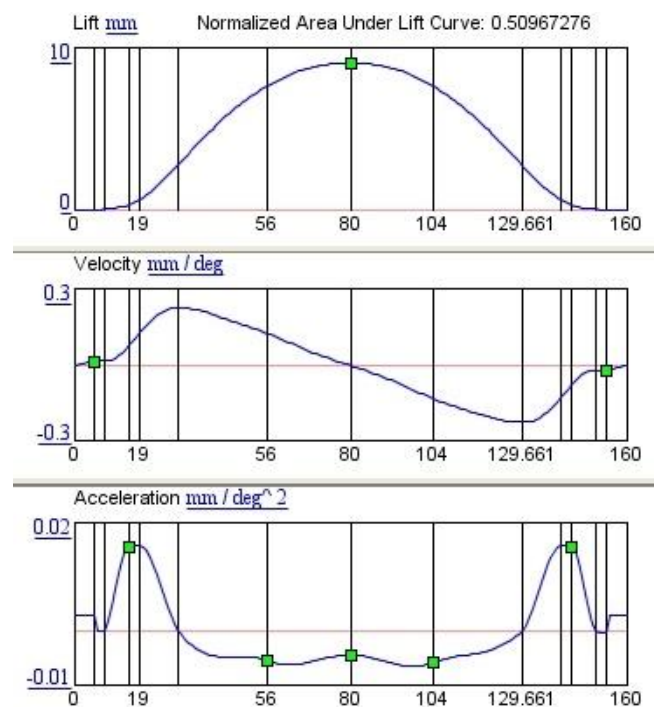 Lift mm Normalized Area Under Lift Curve: 0.50967276
10
0
0 19 56 80 104 129.661 160
Velocity mm / deg
0.3
-0.3
0 19 56 80 104 129.661 160
Acceleration mm / deg^ 2
0.02
-0.01
0 19 56 80 104 129.661 160